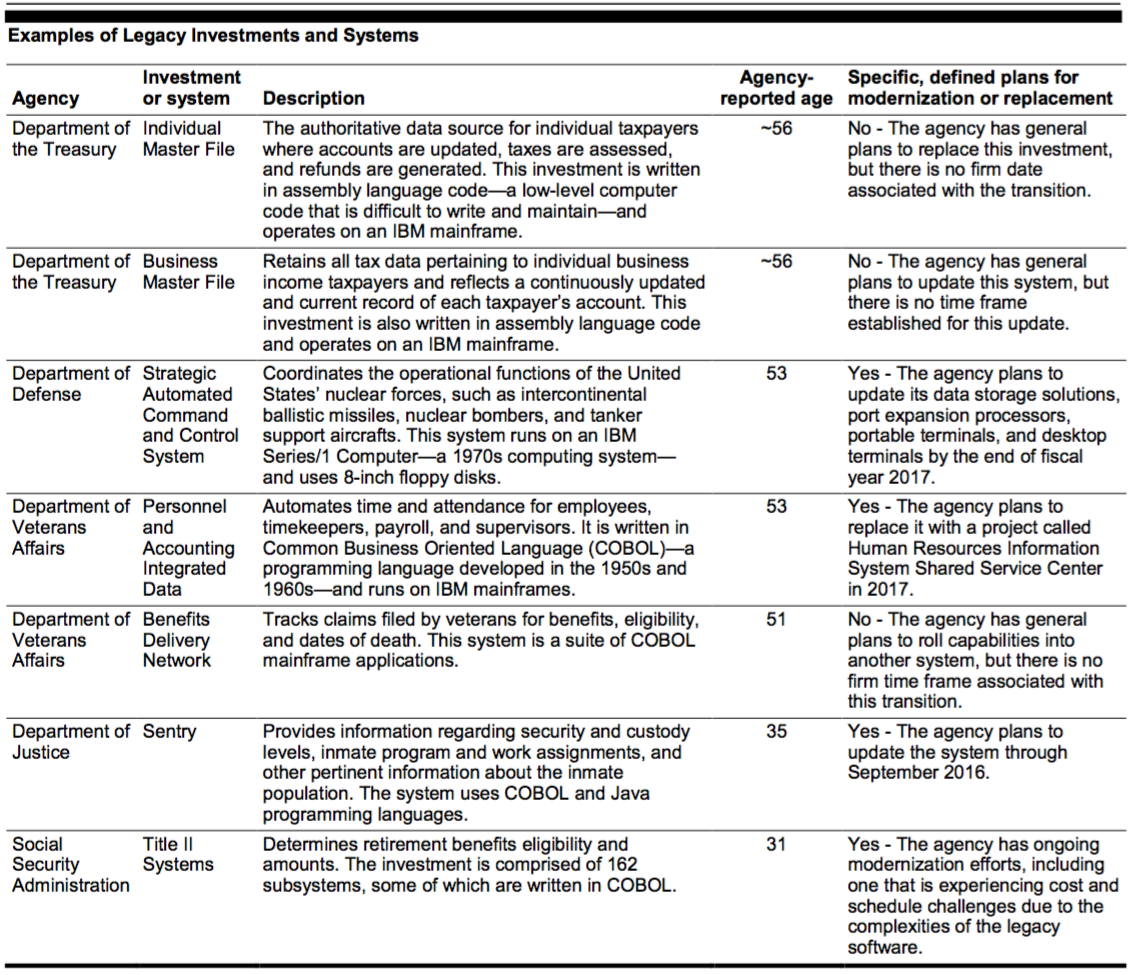 Examples of Legacy Investments and Systems
Agency Investment or system Description Agency-reported age Specific, defined plans for modernization or replacement
Department of the Treasury
Individual Master File
The authoritative data source for individual taxpayers
where accounts are updated, taxes are assessed,
and refunds are generated. This investment is written
in assembly language code—a low-level computer
code that is difficult to write and maintain—and
operates on an IBM mainframe.
~56
No - The agency has general
plans to replace this investment,
but there is no firm date
associated with the transition.
Department of
the Treasury
Business
Master File
Retains all tax data pertaining to individual business
income taxpayers and reflects a continuously updated
and current record of each taxpayer's account. This
investment is also written in assembly language code
and operates on an IBM mainframe.
~56
No - The agency has general
plans to update this system, but
there is no time frame
established for this update.
Department of
Defense
Strategic
Automated
Command
and Control
System
Coordinates the operational functions of the United
States' nuclear forces, such as intercontinental
ballistic missiles, nuclear bombers, and tanker
support aircrafts. This system runs on an IBM
Series/1 Computer—a 1970s computing system—
and uses 8-inch floppy disks.
53
Yes - The agency plans to
update its data storage solutions,
port expansion processors,
portable terminals, and desktop
terminals by the end of fiscal
year 2017.
Department of
Veterans
Affairs
Personnel
and
Accounting
Integrated
Data
Automates time and attendance for employees,
timekeepers, payroll, and supervisors. It is written in
Common Business Oriented Language (COBOL)—a
programming language developed in the 1950s and
1960s—and runs on IBM mainframes.
53
Yes - The agency plans to
replace it with a project called
Human Resources Information
System Shared Service Center
in 2017.
Department of
Veterans
Affairs
Benefits
Delivery
Network
Tracks claims filed by veterans for benefits, eligibility,
and dates of death. This system is a suite of COBOL
mainframe applications.
51
No - The agency has general
plans to roll capabilities into
another system, but there is no
firm time frame associated with
this transition.
Department of
Justice
Sentry
Provides information regarding security and custody
levels, inmate program and work assignments, and
other pertinent information about the inmate
population. The system uses COBOL and Java
programming languages.
35
Yes - The agency plans to
update the system through
September 2016.
Social
Security
Administration
Title II
Systems
Determines retirement benefits eligibility and
amounts. The investment is comprised of 162
subsystems, some of which are written in COBOL.
31
Yes - The agency has ongoing
modernization efforts, including
one that is experiencing cost and
schedule challenges due to the
complexities of the legacy
software.